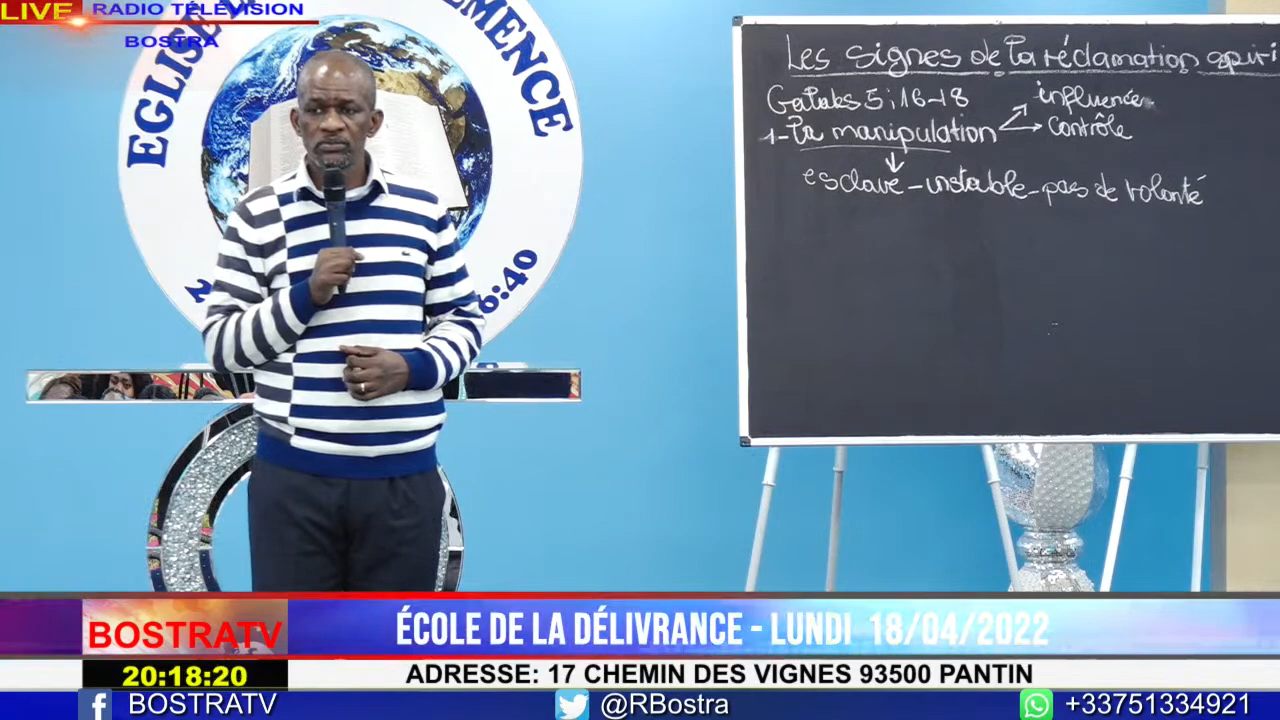 LIVE
RADIO TÉLÉVISION
BOSTRA
EGLISE
MENCE
6:40
Les signes de la réclamation spiri
Galates 5:16-18
influence
1- La manipulation
Contrôle
esclave - instable - pas de volonté
BOSTRATV
ÉCOLE DE LA DÉLIVRANCE - LUNDI 18/04/2022
20:18:20
ADRESSE: 17 CHEMIN DES VIGNES 93500 PANTIN
BOSTRATV
@RBostra
+33751334921